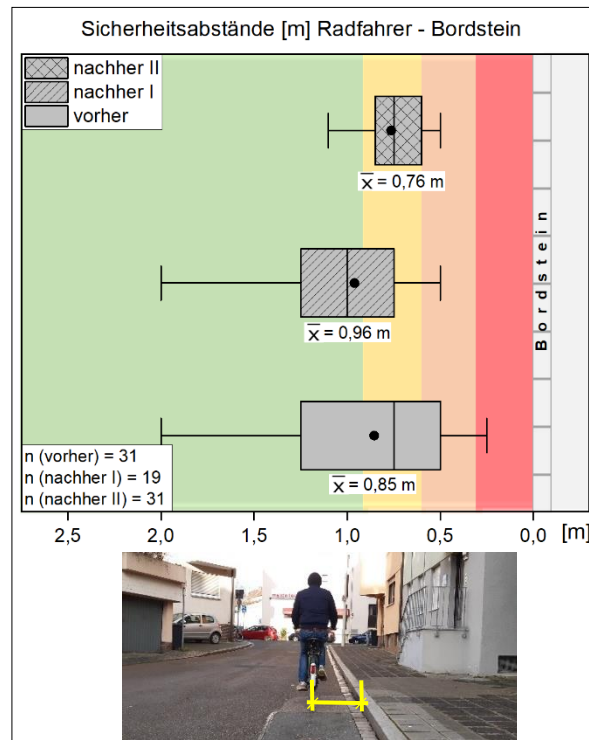 Sicherheitsabstände [m] Radfahrer - Bordstein
nachher II
nachher I
vorher
x̅ = 0,76 m
x̅ = 0,96 m
x̅ = 0,85 m
Bordstein
n (vorher) = 31
n (nachher I) = 19
n (nachher II) = 31
2,5 2,0 1,5 1,0 0,5 0,0 [m]